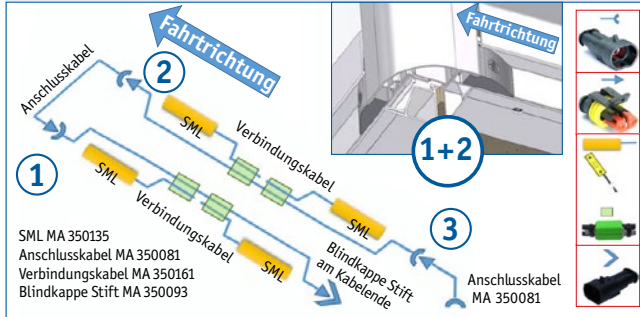 Fahrtrichtung
Fahrtrichtung
Anschlusskabel
2
SML
Verbindungskabel
1+2
1
SML
Verbindungskabel
SML
3
SML
Blindkappe Stift
am Kabelende
SML MA 350135
Anschlusskabel MA 350081
Verbindungskabel MA 350161
Blindkappe Stift MA 350093
Anschlusskabel
MA 350081